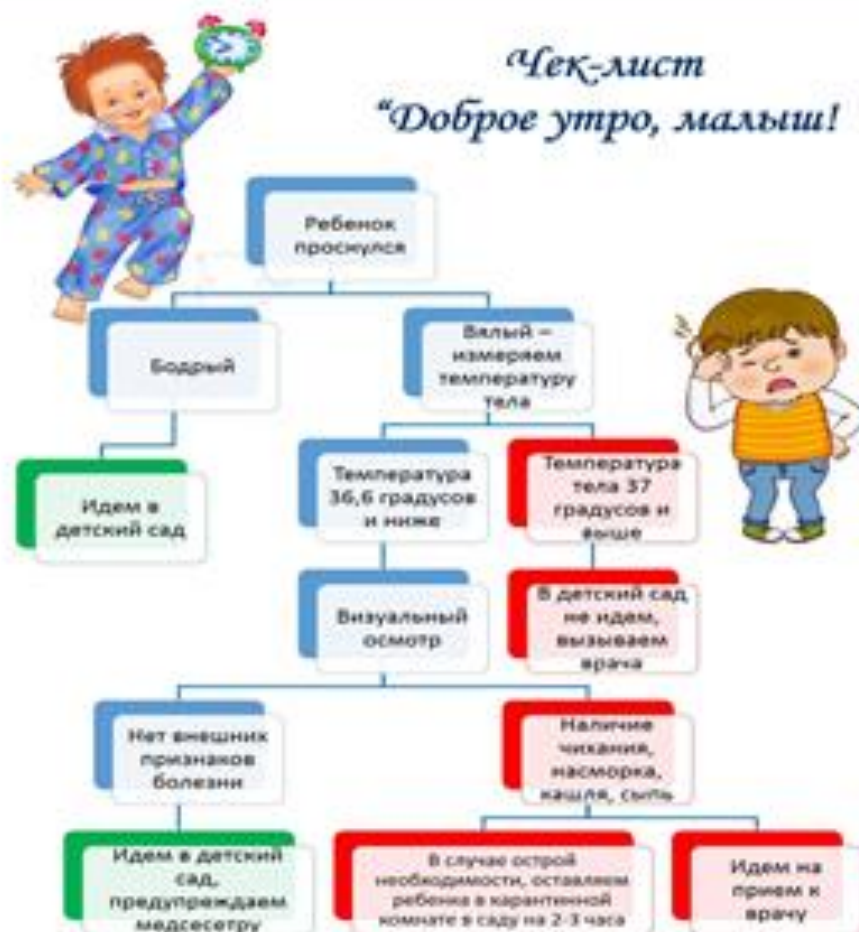 Чек-лист
“Доброе утро, малыш!
Ребенок
проснулся
Бодрый
Вялый –
измеряем
температуру
тела
Идем в
детский сад
Температура
36,6 градусов
и ниже
Температура
тела 37
градусов и
выше
Визуальный
осмотр
В детский сад
не идем,
вызываем
врача
Нет внешних
признаков
болезни
Наличие
чихания,
насморка,
кашля, сыпь
Идем в детский
сад,
предупреждаем
медсестру
В случае острой
необходимости, оставляем
ребенка в карантинной
комнате в саду на 2-3 часа
Идем на
прием к
врачу